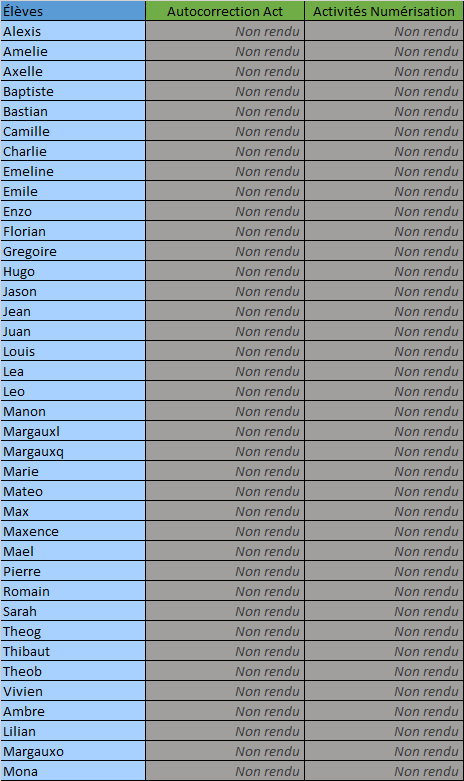 Élèves Autocorrection Act Activités Numérisation
Alexis Non rendu Non rendu
Amelie Non rendu Non rendu
Axelle Non rendu Non rendu
Baptiste Non rendu Non rendu
Bastian Non rendu Non rendu
Camille Non rendu Non rendu
Charlie Non rendu Non rendu
Emeline Non rendu Non rendu
Emile Non rendu Non rendu
Enzo Non rendu Non rendu
Florian Non rendu Non rendu
Gregoire Non rendu Non rendu
Hugo Non rendu Non rendu
Jason Non rendu Non rendu
Jean Non rendu Non rendu
Juan Non rendu Non rendu
Louis Non rendu Non rendu
Lea Non rendu Non rendu
Leo Non rendu Non rendu
Manon Non rendu Non rendu
Margauxl Non rendu Non rendu
Margauxq Non rendu Non rendu
Marie Non rendu Non rendu
Mateo Non rendu Non rendu
Max Non rendu Non rendu
Maxence Non rendu Non rendu
Mael Non rendu Non rendu
Pierre Non rendu Non rendu
Romain Non rendu Non rendu
Sarah Non rendu Non rendu
Theog Non rendu Non rendu
Thibaut Non rendu Non rendu
Theob Non rendu Non rendu
Vivien Non rendu Non rendu
Ambre Non rendu Non rendu
Lilian Non rendu Non rendu
Margauxo Non rendu Non rendu
Mona Non rendu Non rendu